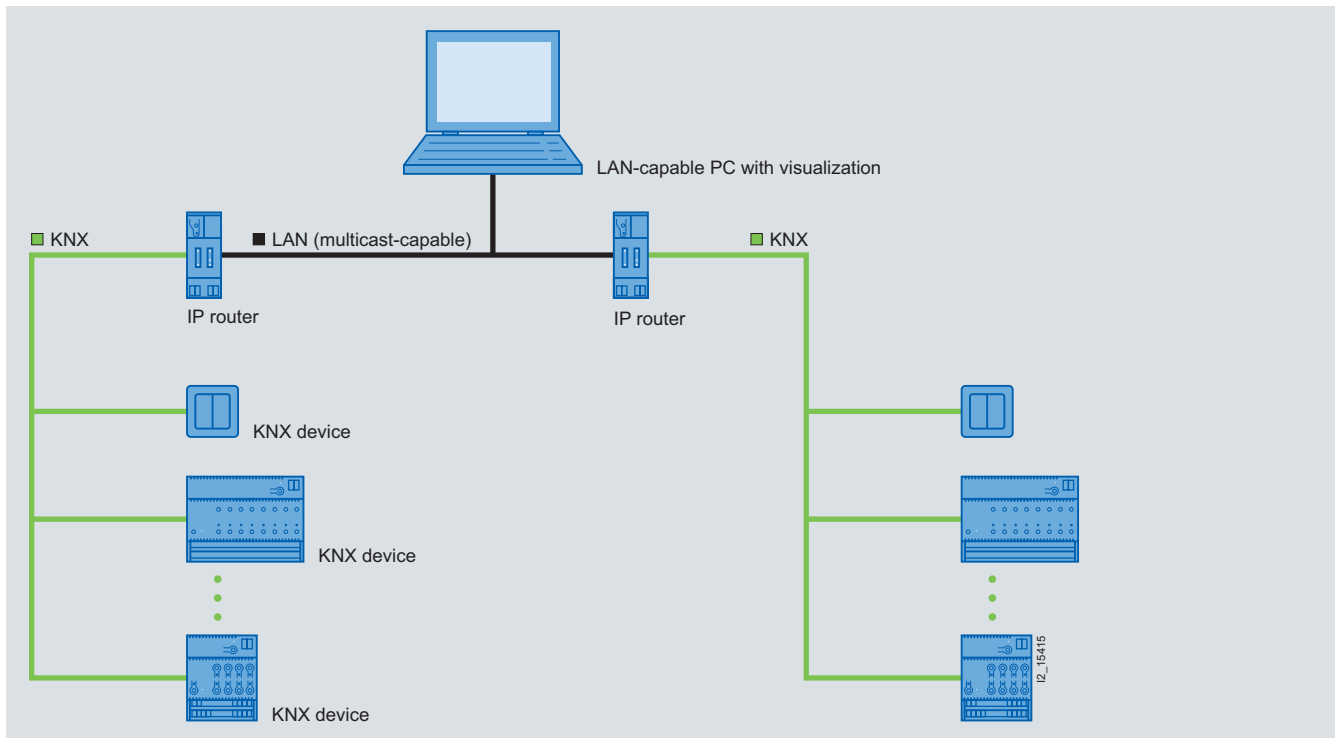 LAN-capable PC with visualization
KNX
LAN (multicast-capable)
KNX
IP router
IP router
KNX device
KNX device
I2_15415
KNX device